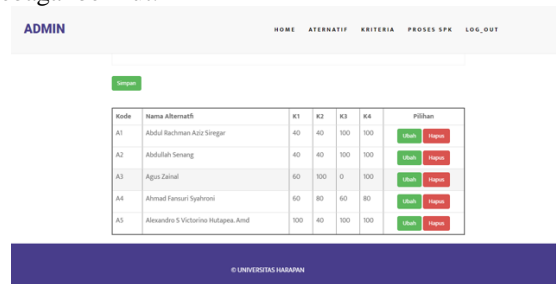 ADMIN HOME ATERNATIF KRITERIA PROSES SPK LOG_OUT
Simpan
Kode Nama Alternatfi K1 K2 K3 K4 Pilihan
A1 Abdul Rachman Aziz Siregar 40 40 100 100 Ubah Hapus
A2 Abdullah Senang 40 40 100 100 Ubah Hapus
A3 Agus Zainal 60 100 0 100 Ubah Hapus
A4 Ahmad Fansuri Syahroni 60 80 60 80 Ubah Hapus
A5 Alexandro S Victorino Hutapea. Amd 100 40 100 100 Ubah Hapus
© UNIVERSITAS HARAPAN